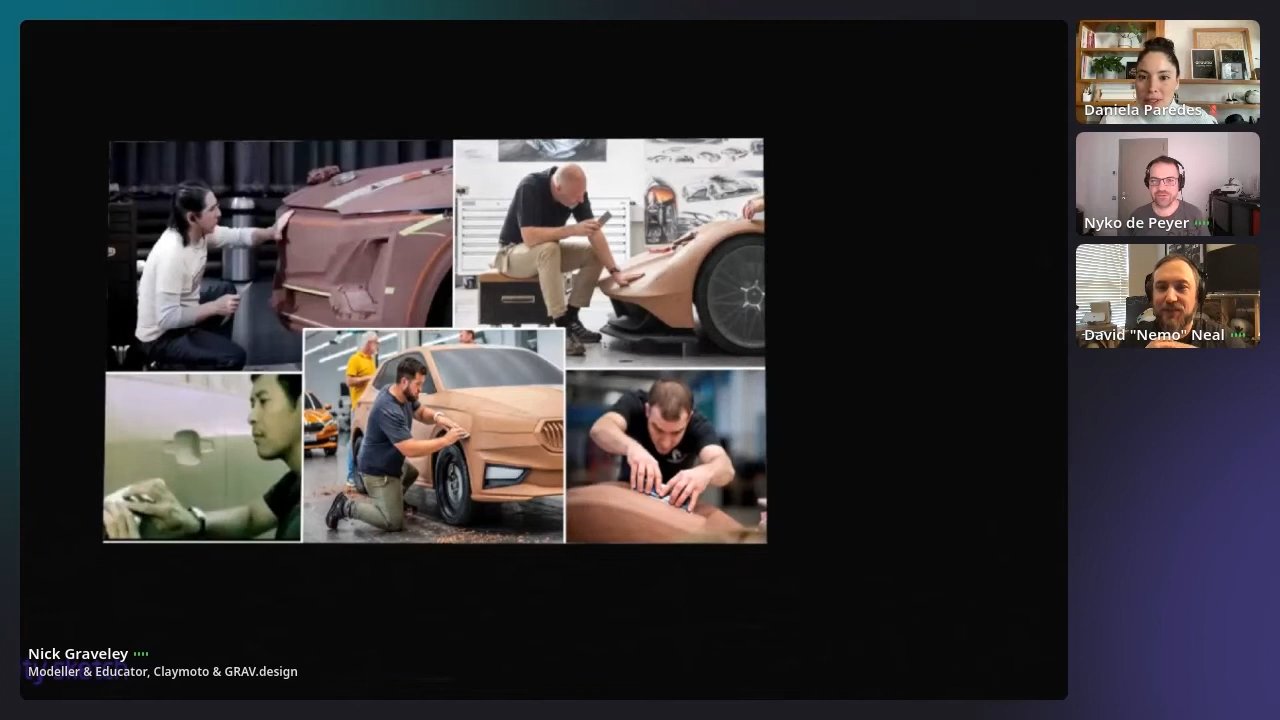 Daniela Paredes
Nyko de Peyer
David "Nemo" Neal
Nick Graveley
Modeller & Educator, Claymoto & GRAV.design